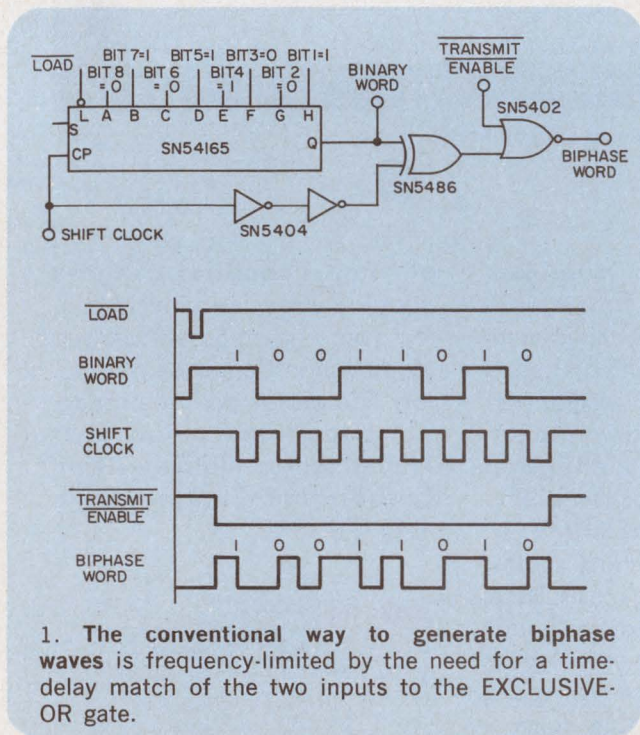 LOAD
BIT 7=1 BIT5=1 BIT3=0 BIT1=1
BIT8 =0 BIT 6 =0 BIT4 =1 BIT 2 =0
L A B C D E F G H
S
SN54165
Q
CP
SHIFT CLOCK
SN5404
BINARY
WORD
SN5486
TRANSMIT
ENABLE
SN5402
BIPHASE
WORD
LOAD
BINARY
WORD
1 0 0 1 1 0 1 0
SHIFT
CLOCK
TRANSMIT
ENABLE
BIPHASE
WORD
1 0 0 1 1 0 1 0
1. The conventional way to generate biphase
waves is frequency-limited by the need for a time-
delay match of the two inputs to the EXCLUSIVE-
OR gate.